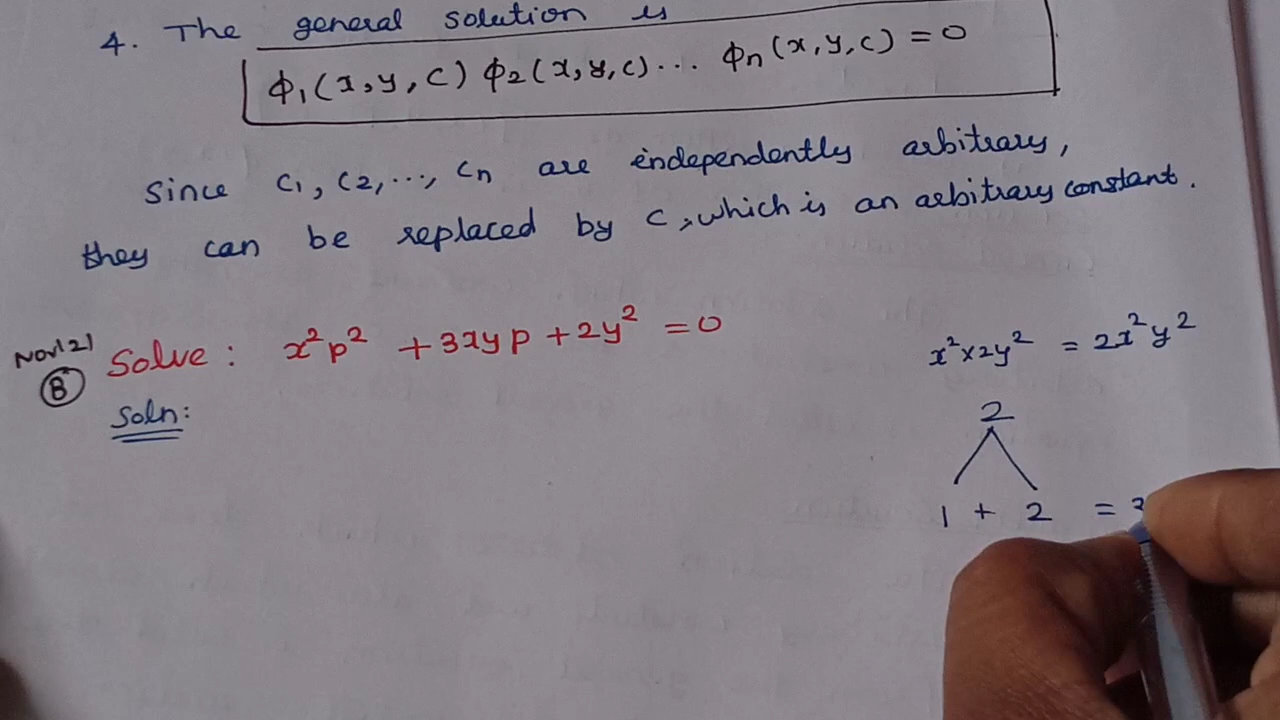 4. The general solution is
Φ₁(x,y,c) Φ₂(x,y,c)... Φn(x,y,c) = 0
Since c₁, c₂, ..., cn are independently arbitrary,
they can be replaced by c, which is an arbitrary constant.
Nov'21
⑧ Solve: x²p² + 3xyp + 2y² = 0
Soln:
x² × 2y² = 2x²y²
2
1 + 2 =